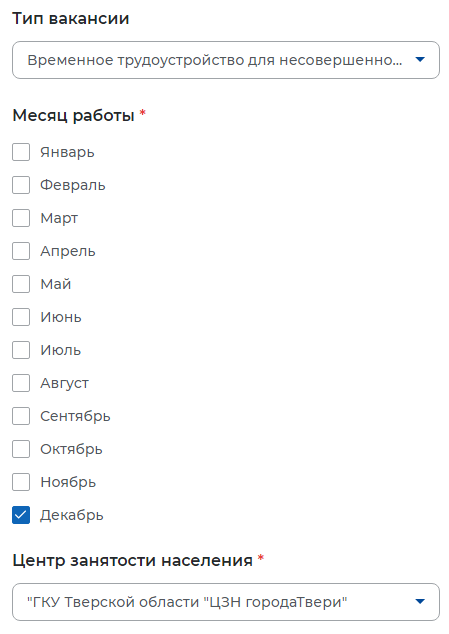 Тип вакансии
Временное трудоустройство для несовершенно...
Месяц работы *
Январь
Февраль
Март
Апрель
Май
Июнь
Июль
Август
Сентябрь
Октябрь
Ноябрь
Декабрь
Центр занятости населения *
"ГКУ Тверской области "ЦЗН городаТвери"